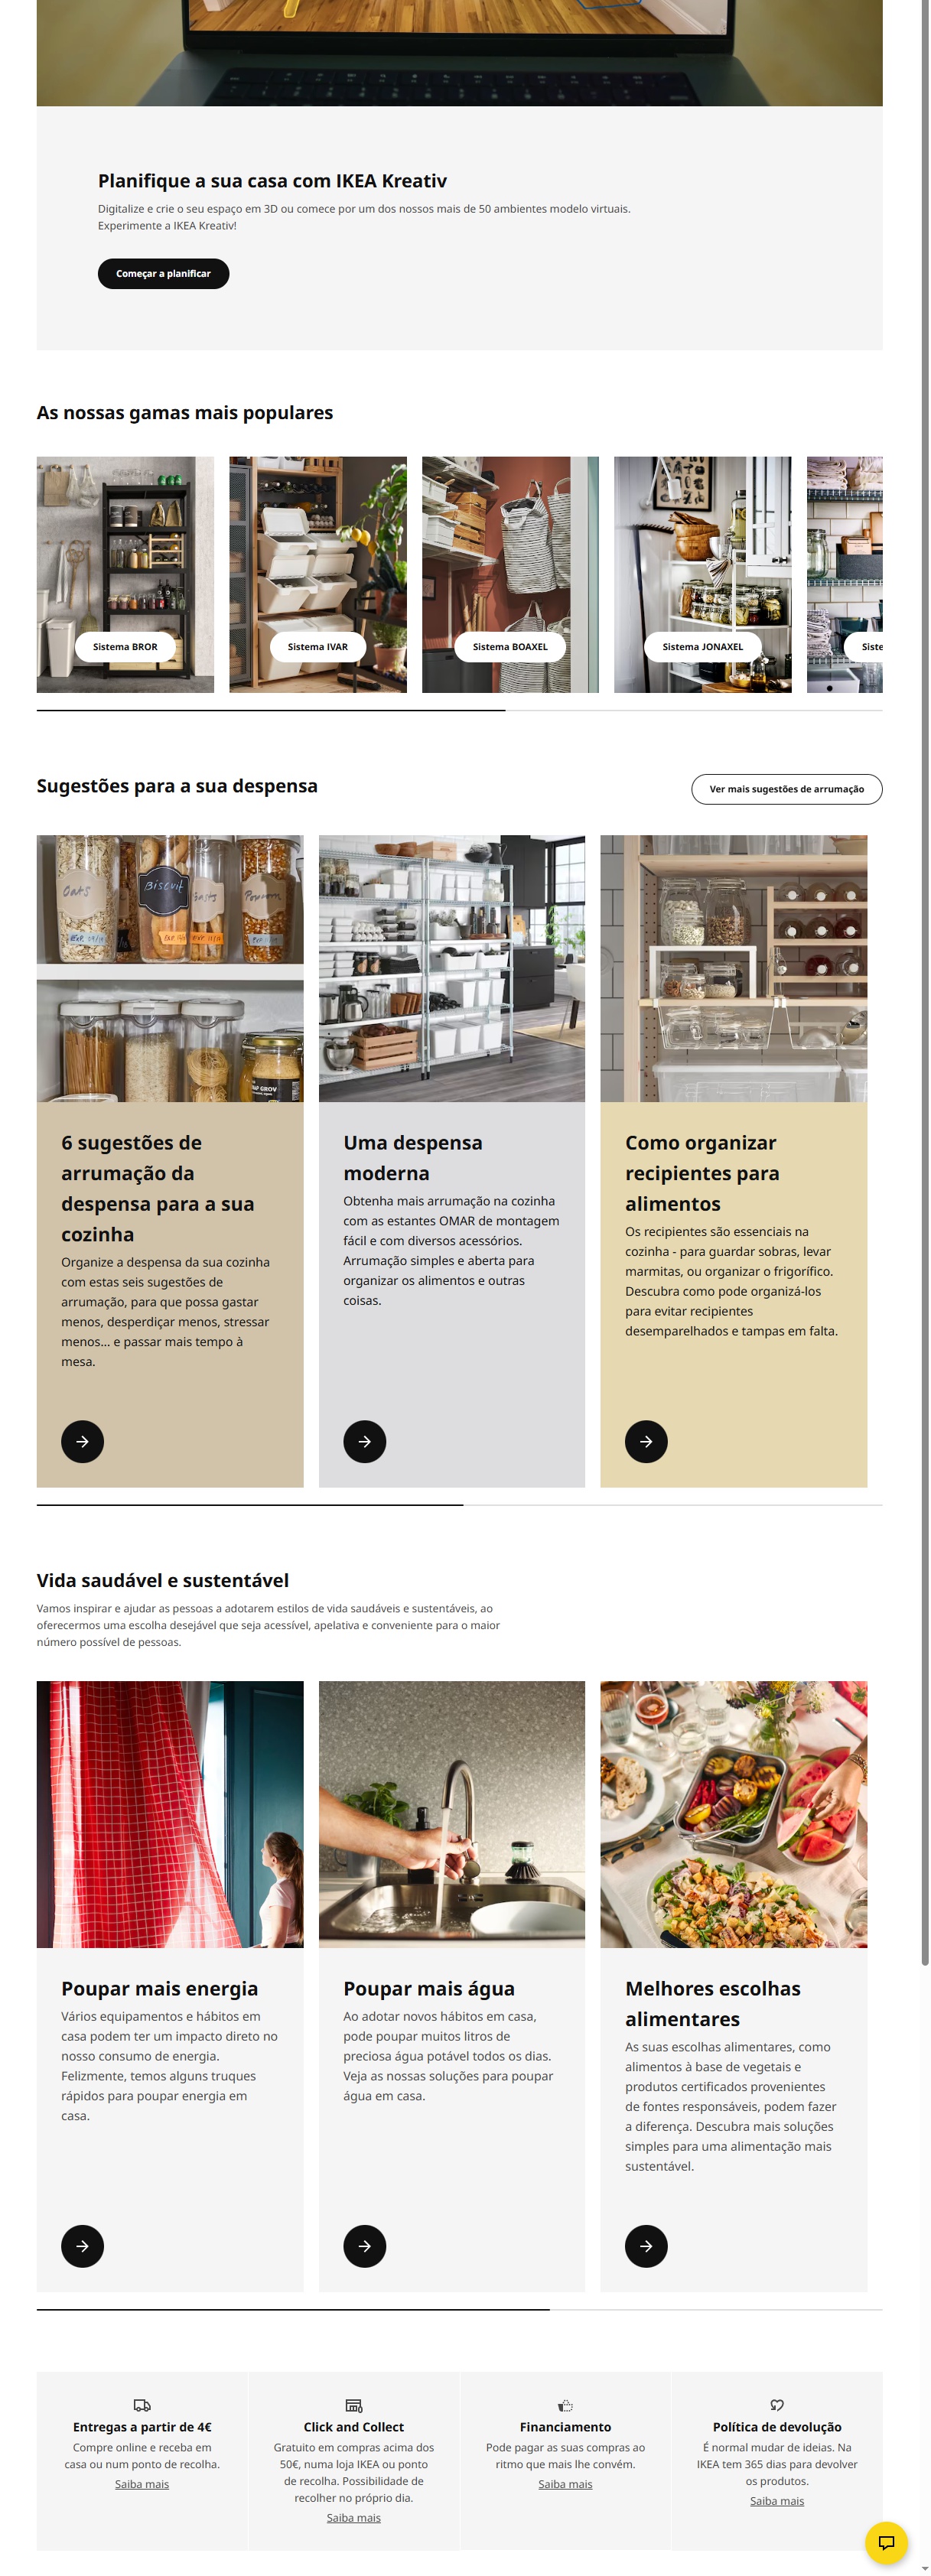 Planifique a sua casa com IKEA Kreativ
Digitalize e crie o seu espaço em 3D ou comece por um dos nossos mais de 50 ambientes modelo virtuais.
Experimente a IKEA Kreativ!
Começar a planificar
As nossas gamas mais populares
Sistema BROR
Sistema IVAR
Sistema BOAXEL
Sistema JONAXEL
Siste
Sugestões para a sua despensa
Ver mais sugestões de arrumação
Oats
Biscuit
Popcorn
6 sugestões de
arrumação da
despensa para a sua
cozinha
Organize a despensa da sua cozinha
com estas seis sugestões de
arrumação, para que possa gastar
menos, desperdiçar menos, stressar
menos... e passar mais tempo à
mesa.
Uma despensa
moderna
Obtenha mais arrumação na cozinha
com as estantes OMAR de montagem
fácil e com diversos acessórios.
Arrumação simples e aberta para
organizar os alimentos e outras
coisas.
Como organizar
recipientes para
alimentos
Os recipientes são essenciais na
cozinha - para guardar sobras, levar
marmitas, ou organizar o frigorífico.
Descubra como pode organizá-los
para evitar recipientes
desemparelhados e tampas em falta.
Vida saudável e sustentável
Vamos inspirar e ajudar as pessoas a adotarem estilos de vida saudáveis e sustentáveis, ao
oferecermos uma escolha desejável que seja acessível, apelativa e conveniente para o maior
número possível de pessoas.
Poupar mais energia
Vários equipamentos e hábitos em
casa podem ter um impacto direto no
nosso consumo de energia.
Felizmente, temos alguns truques
rápidos para poupar energia em
casa.
Poupar mais água
Ao adotar novos hábitos em casa,
pode poupar muitos litros de
preciosa água potável todos os dias.
Veja as nossas soluções para poupar
água em casa.
Melhores escolhas
alimentares
As suas escolhas alimentares, como
alimentos à base de vegetais e
produtos certificados provenientes
de fontes responsáveis, podem fazer
a diferença. Descubra mais soluções
simples para uma alimentação mais
sustentável.
Entregas a partir de 4€
Compre online e receba em
casa ou num ponto de recolha.
Saiba mais
Click and Collect
Gratuito em compras acima dos
50€, numa loja IKEA ou ponto
de recolha. Possibilidade de
recolher no próprio dia.
Saiba mais
Financiamento
Pode pagar as suas compras ao
ritmo que mais lhe convém.
Saiba mais
Política de devolução
É normal mudar de ideias. Na
IKEA tem 365 dias para devolver
os produtos.
Saiba mais